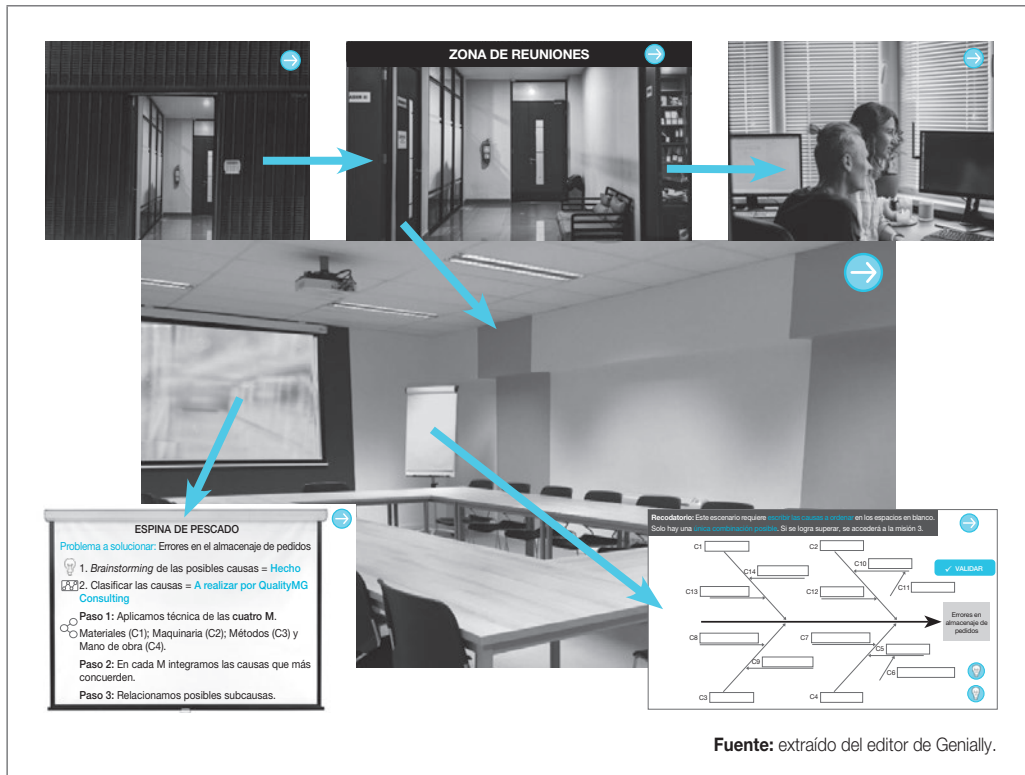 ZONA DE REUNIONES
ESPINA DE PESCADO
Problema a solucionar: Errores en el almacenaje de pedidos
1. Brainstorming de las posibles causas = Hecho
2. Clasificar las causas = A realizar por QualityMG
Consulting
Paso 1: Aplicamos técnica de las cuatro M.
Materiales (C1); Maquinaria (C2); Métodos (C3) y
Mano de obra (C4).
Paso 2: En cada M integramos las causas que más
concuerden.
Paso 3: Relacionamos posibles subcausas.
Recodatorio: Este escenario requiere escribir las causas a ordenar en los espacios en blanco.
Solo hay una única combinación posible. Si se logra superar, se accederá a la misión 3.
C1
C2
C14
C10
✓ VALIDAR
C13
C12
C11
Errores en
almacenaje de
pedidos
C8
C7
C5
C9
C6
C3
C4
Fuente: extraído del editor de Genially.